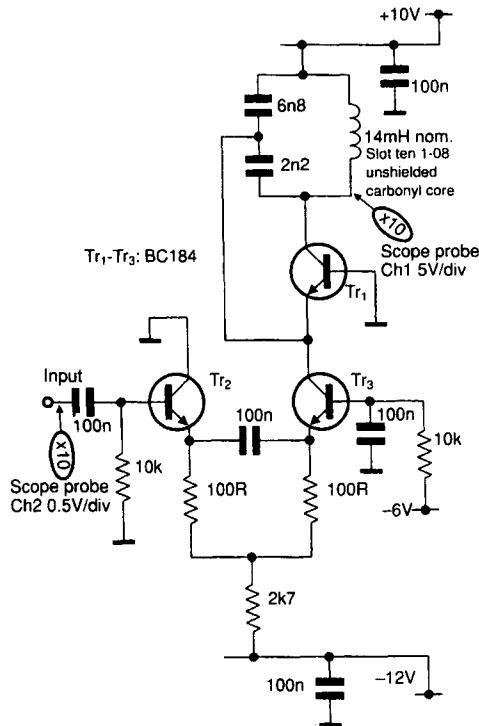 +10V
100n
6n8
14mH nom.
Slot ten 1-08
unshielded
carbonyl core
2n2
x10
Scope probe
Ch1 5V/div
Tr1-Tr3: BC184
Tr1
Input
Tr2
Tr3
100n
100n
100n
x10
10k
10k
Scope probe
Ch2 0.5V/div
100R
100R
–6V
2k7
–12V
100n